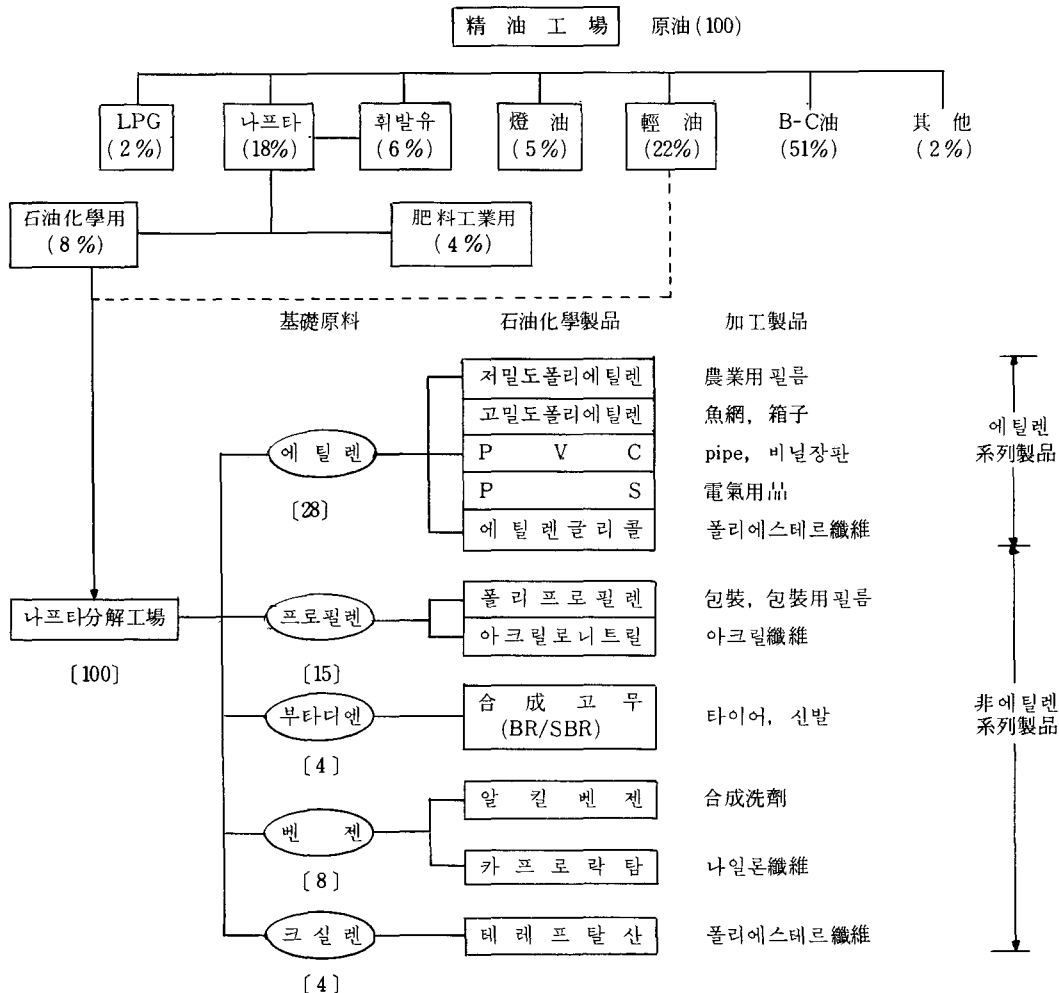 精油工場 原油(100)
LPG 나프타 휘발유 燈油 輕油 B-C油 其他
(2%) (18%) (6%) (5%) (22%) (51%) (2%)
石油化學用 肥料工業用
(8%) (4%)
基礎原料 石油化學製品 加工製品
저밀도폴리에틸렌 農業用 필름
고밀도폴리에틸렌 魚網, 箱子
에틸렌 P V C pipe, 비닐장판
에틸렌
系列製品
〔28〕 P S 電氣用品
에틸렌글리콜 폴리에스테르纖維
나프타分解工場 프로필렌 폴리프로필렌 包裝, 包裝用필름
아크릴로니트릴 아크릴纖維
〔100〕 〔15〕
부타디엔 合成고무 타이어, 신발
(BR/SBR)
非에틸렌
系列製品
〔4〕
벤젠 알킬벤젠 合成洗劑
〔8〕 카프로락탐 나일론纖維
크실렌 테레프탈산 폴리에스테르纖維
〔4〕